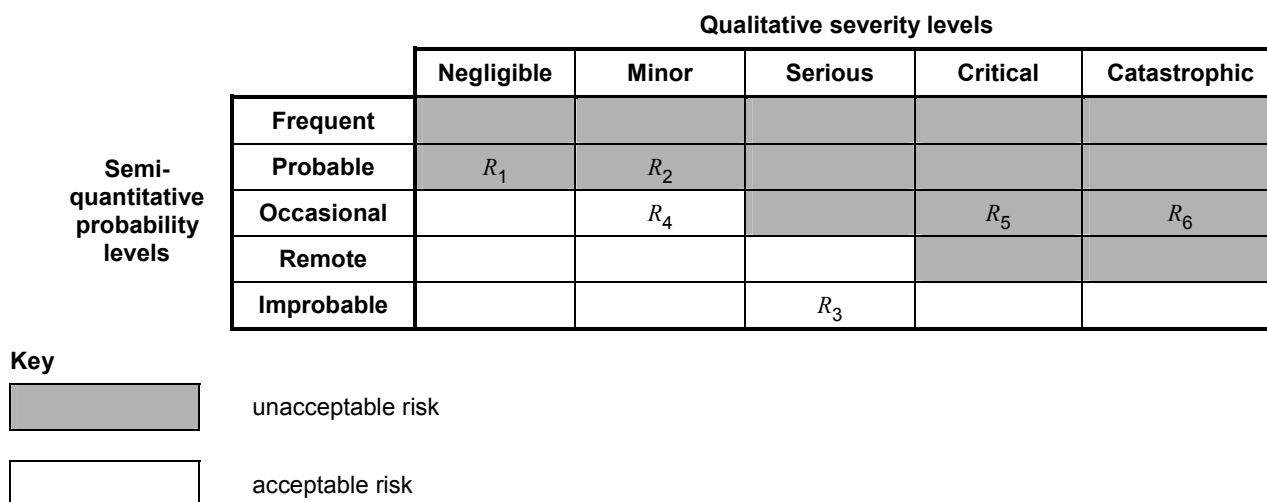 Qualitative severity levels
Negligible Minor Serious Critical Catastrophic
Semi-
quantitative
probability
levels
Frequent
Probable R1 R2
Occasional R4 R5 R6
Remote
Improbable R3
Key
unacceptable risk
acceptable risk